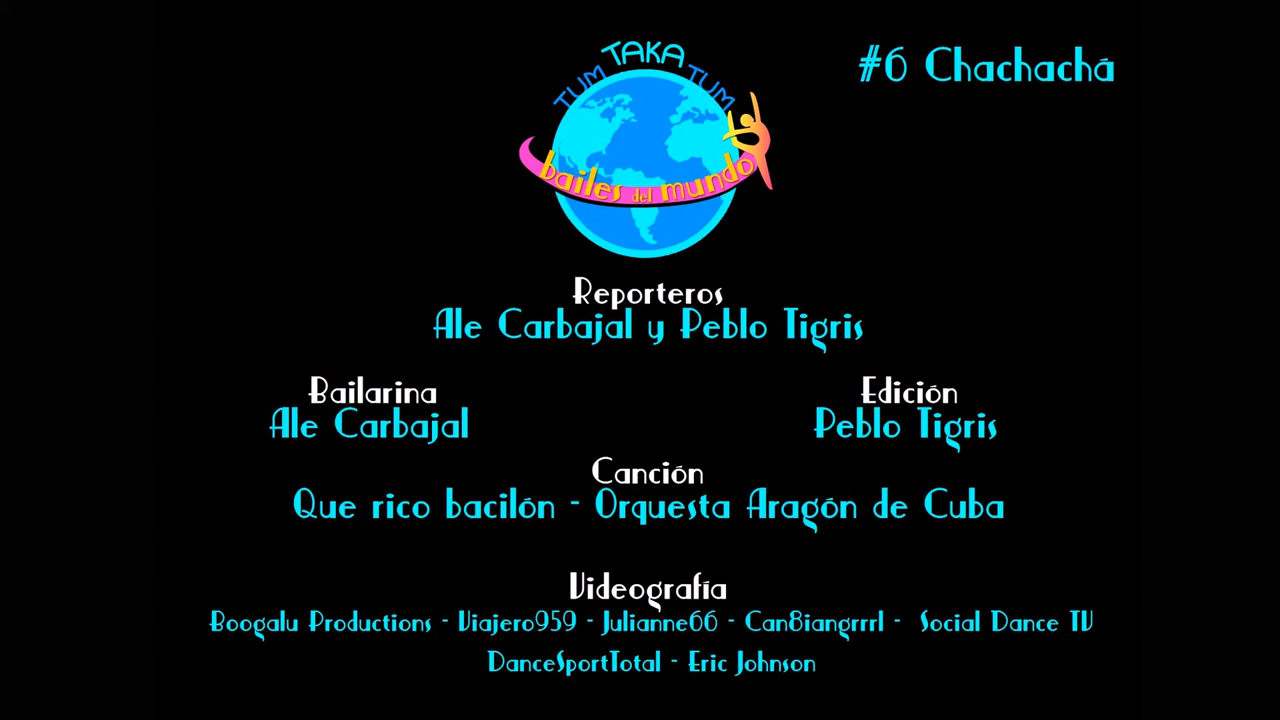 TUM TAKA TUM
#6 Chachachá
bailes del mundo
Reporteros
Ale Carbajal y Peblo Tigris
Bailarina
Ale Carbajal
Edición
Peblo Tigris
Canción
Que rico bacilón - Orquesta Aragón de Cuba
Videografía
Boogalu Productions - Viajero959 - Julianne66 - Can8iangrrrl - Social Dance TV
DanceSportTotal - Eric Johnson